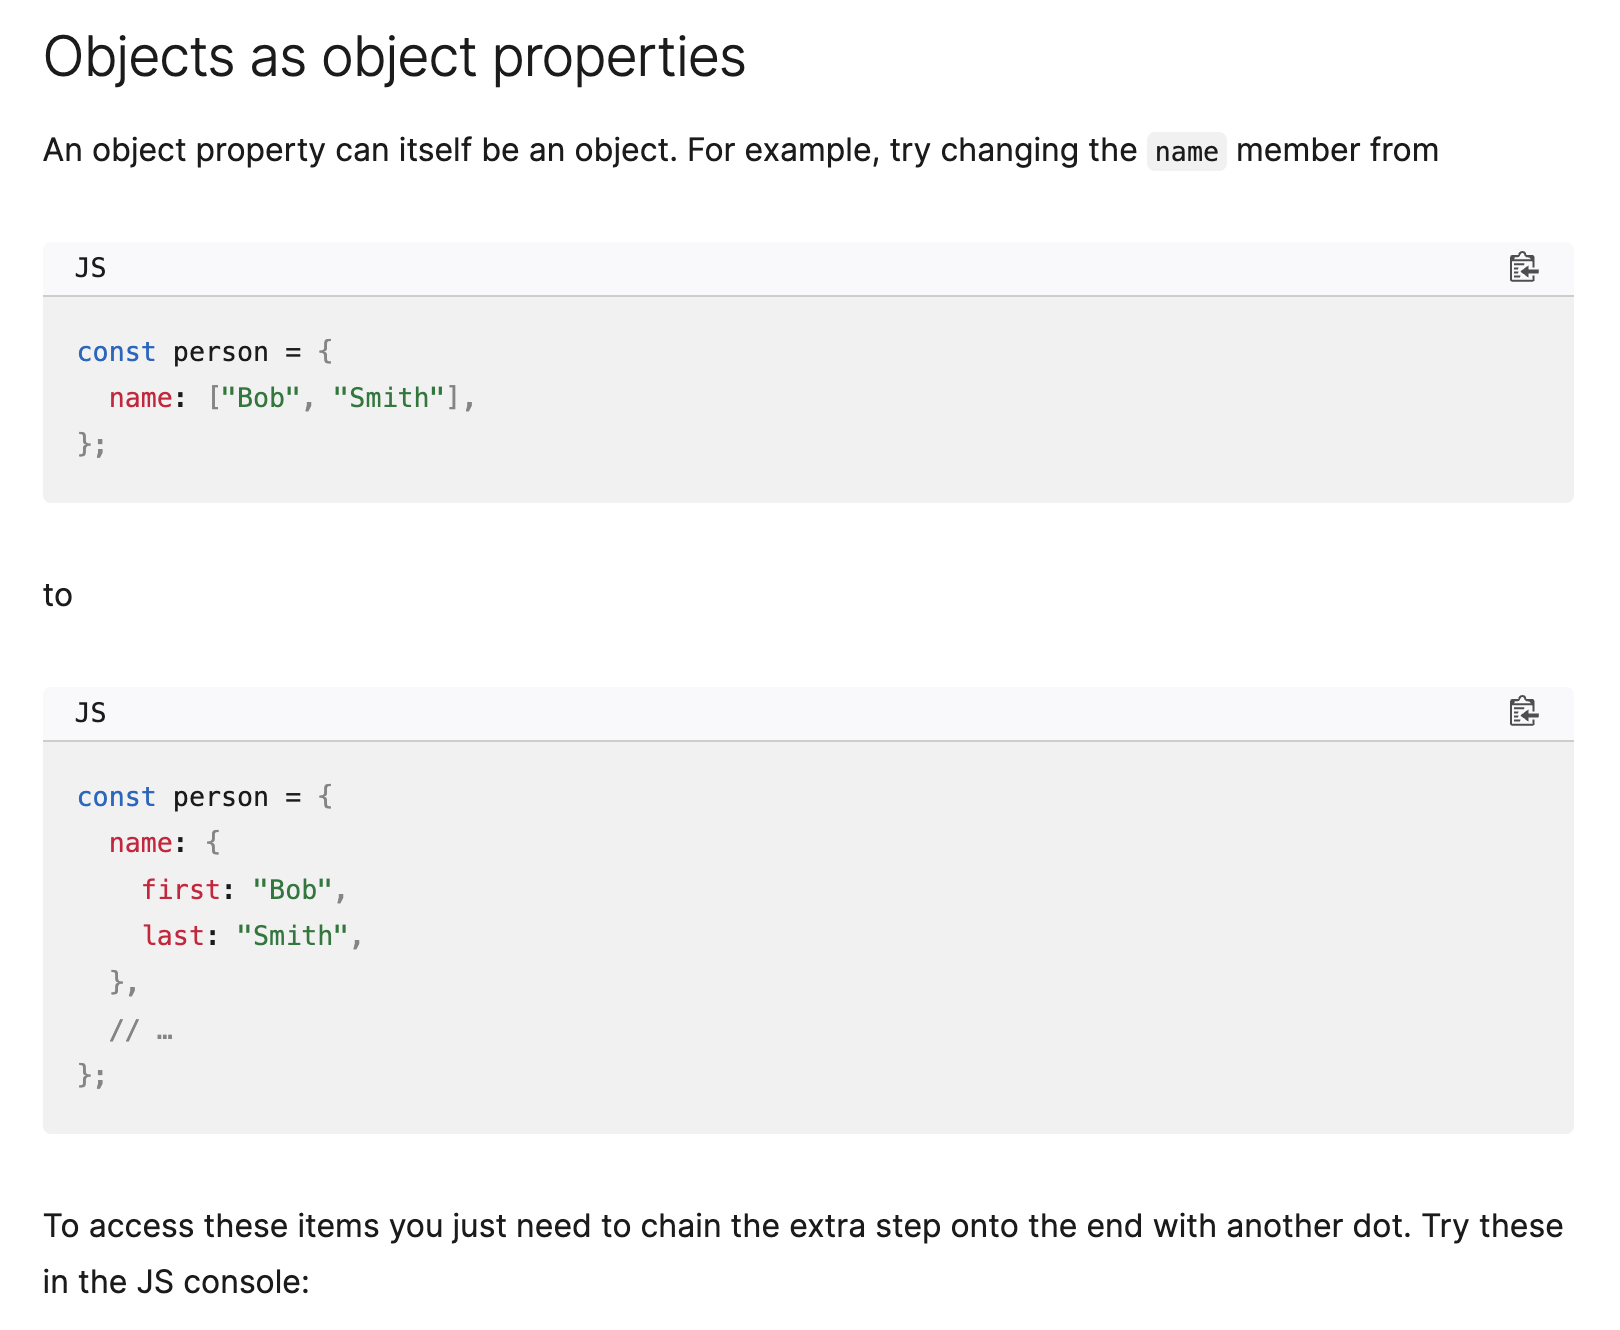 Objects as object properties
An object property can itself be an object. For example, try changing the name member from
JS
const person = {
  name: ["Bob", "Smith"],
};
to
JS
const person = {
  name: {
    first: "Bob",
    last: "Smith",
  },
  // …
};
To access these items you just need to chain the extra step onto the end with another dot. Try these
in the JS console: